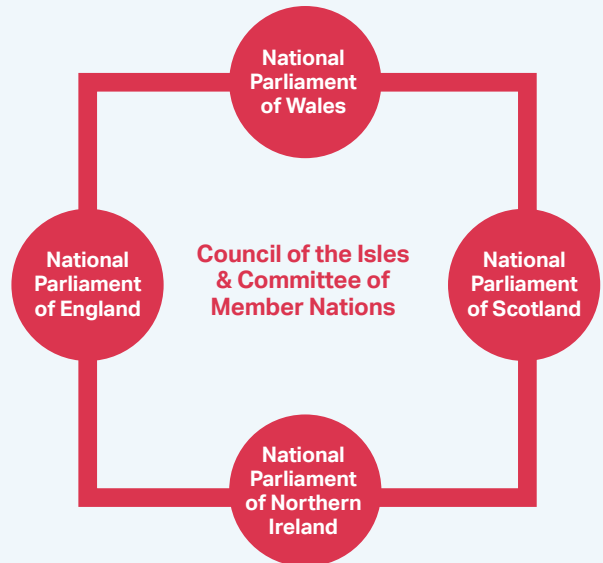 National
Parliament
of Wales
National
Parliament
of England
Council of the Isles
& Committee of
Member Nations
National
Parliament
of Scotland
National
Parliament
of Northern
Ireland